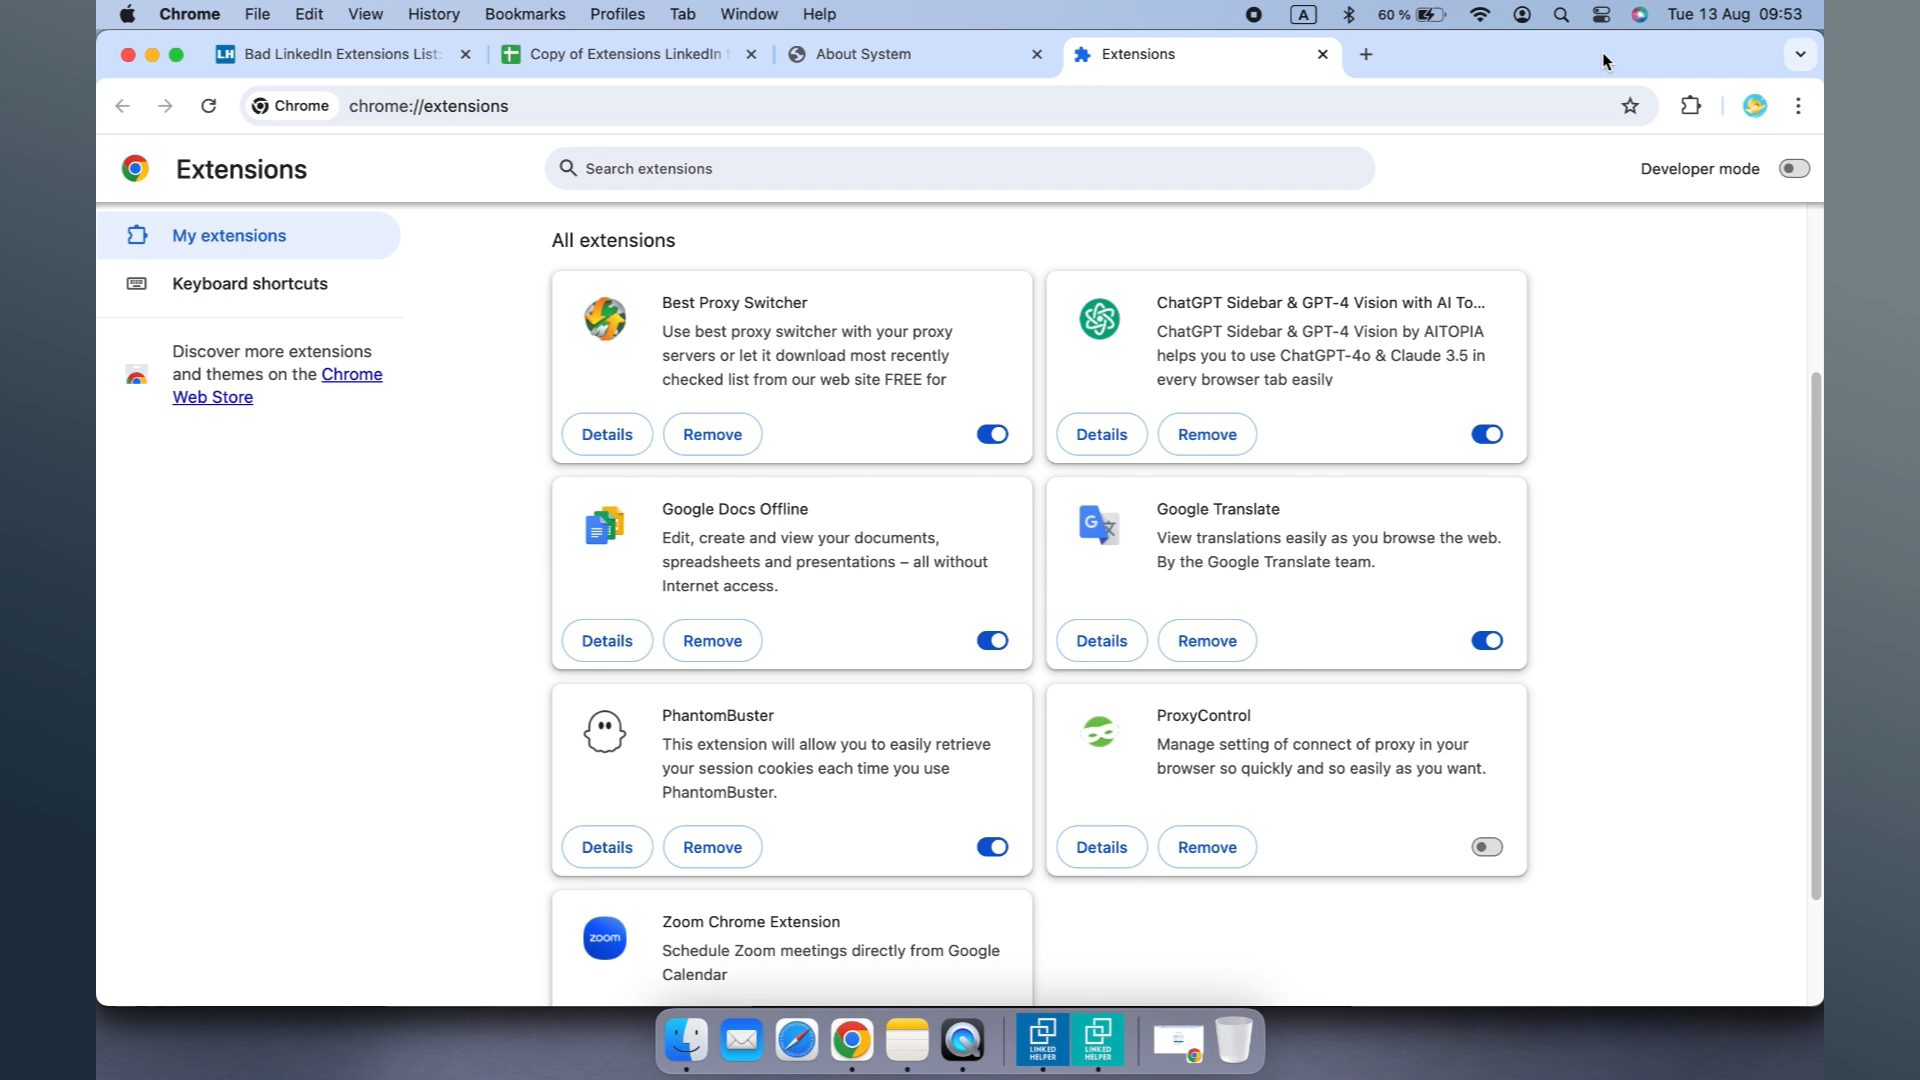 Chrome File Edit View History Bookmarks Profiles Tab Window Help A 60 % Tue 13 Aug 09:53
LH Bad LinkedIn Extensions List: Copy of Extensions LinkedIn About System Extensions
Chrome chrome://extensions
Extensions Search extensions Developer mode
My extensions
Keyboard shortcuts
Discover more extensions
and themes on the Chrome
Web Store
All extensions
Best Proxy Switcher
Use best proxy switcher with your proxy
servers or let it download most recently
checked list from our web site FREE for
Details Remove
ChatGPT Sidebar & GPT-4 Vision with AI To...
ChatGPT Sidebar & GPT-4 Vision by AITOPIA
helps you to use ChatGPT-4o & Claude 3.5 in
every browser tab easily
Details Remove
Google Docs Offline
Edit, create and view your documents,
spreadsheets and presentations – all without
Internet access.
Details Remove
G
Google Translate
View translations easily as you browse the web.
By the Google Translate team.
Details Remove
PhantomBuster
This extension will allow you to easily retrieve
your session cookies each time you use
PhantomBuster.
Details Remove
ProxyControl
Manage setting of connect of proxy in your
browser so quickly and so easily as you want.
Details Remove
zoom
Zoom Chrome Extension
Schedule Zoom meetings directly from Google
Calendar
LINKED
HELPER
LINKED
HELPER